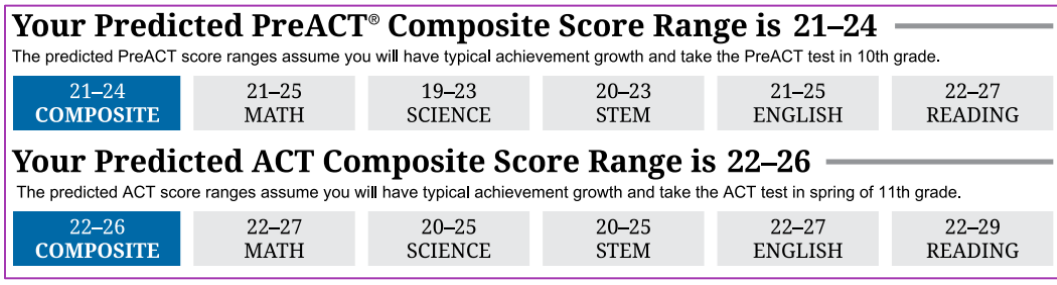 Your Predicted PreACT® Composite Score Range is 21–24
The predicted PreACT score ranges assume you will have typical achievement growth and take the PreACT test in 10th grade.
21–24 21–25 19–23 20–23 21–25 22–27
COMPOSITE MATH SCIENCE STEM ENGLISH READING
Your Predicted ACT Composite Score Range is 22–26
The predicted ACT score ranges assume you will have typical achievement growth and take the ACT test in spring of 11th grade.
22–26 22–27 20–25 20–25 22–27 22–29
COMPOSITE MATH SCIENCE STEM ENGLISH READING